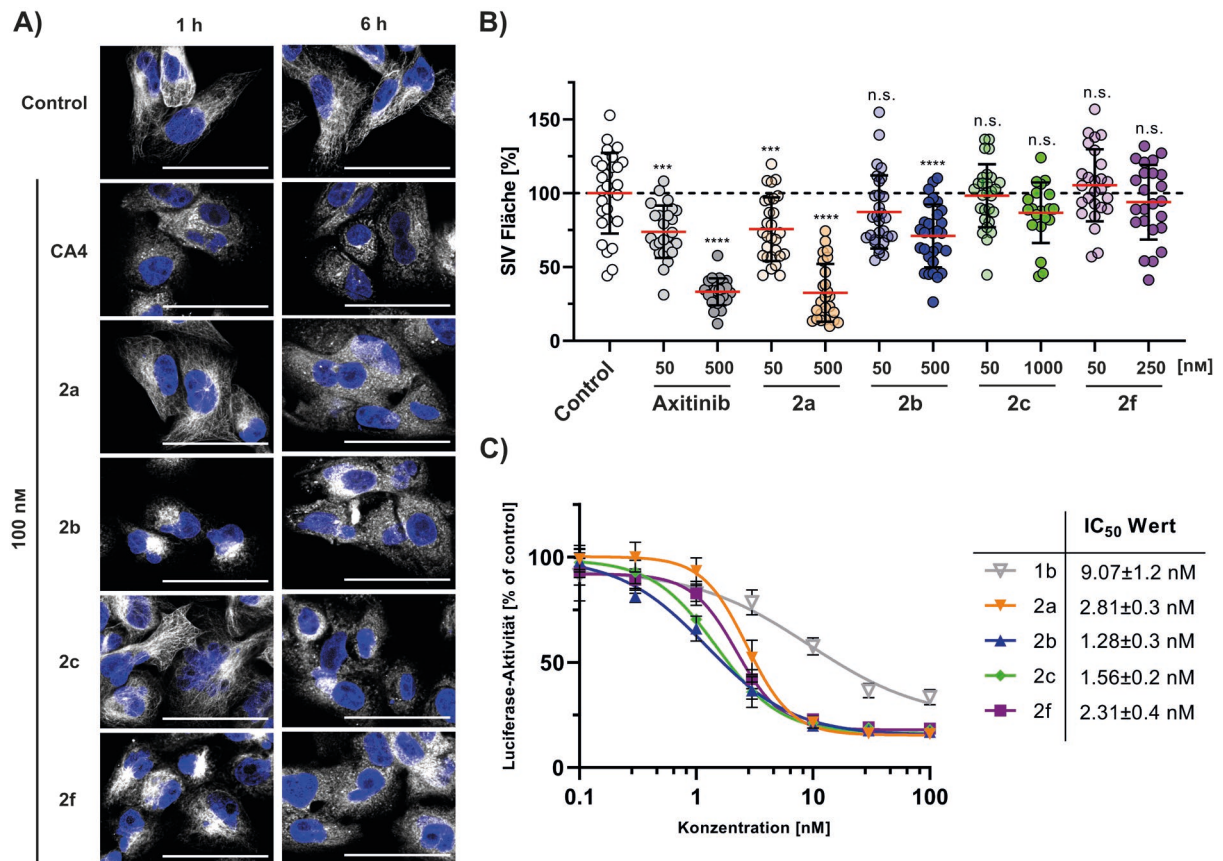 A)
1 h
6 h
Control
CA4
2a
2b
2c
2f
100 nM
B)
SIV Fläche [%]
150
100
50
0
***
****
***
****
n.s.
****
n.s.
n.s.
n.s.
n.s.
Control
50 500 50 500 50 500 50 1000 50 250 [nM]
Axitinib 2a 2b 2c 2f
C)
Luciferase-Aktivität [% of control]
100
50
0
0.1 1 10 100
Konzentration [nM]
IC50 Wert
1b 9.07±1.2 nM
2a 2.81±0.3 nM
2b 1.28±0.3 nM
2c 1.56±0.2 nM
2f 2.31±0.4 nM